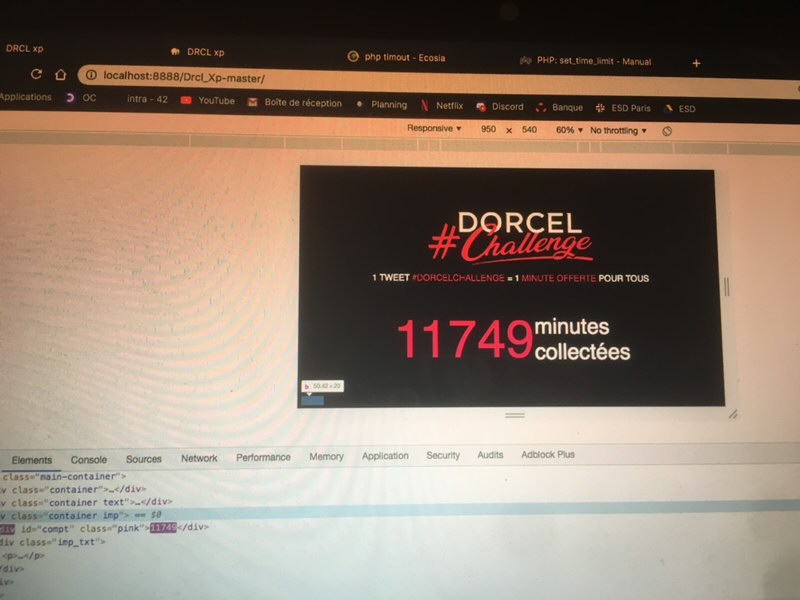 DRCL xp
DRCL xp
php timout - Ecosia
PHP: set_time_limit - Manual
localhost:8888/Drcl_Xp-master/
Applications
OC
intra - 42
YouTube
Boîte de réception
Planning
Netflix
Discord
Banque
ESD Paris
ESD
Responsive ▾ 950 × 540 60% ▾ No throttling ▾
DORCEL
#Challenge
1 TWEET #DORCELCHALLENGE = 1 MINUTE OFFERTE POUR TOUS
11749 minutes
collectées
Elements Console Sources Network Performance Memory Application Security Audits Adblock Plus
class="main-container">
iv class="container">…</div>
iv class="container text">…</div>
iv class="container imp"> == $0
div id="compt" class="pink">11749</div>
div class="imp_txt">
<p>…</p>
/div>
iv>